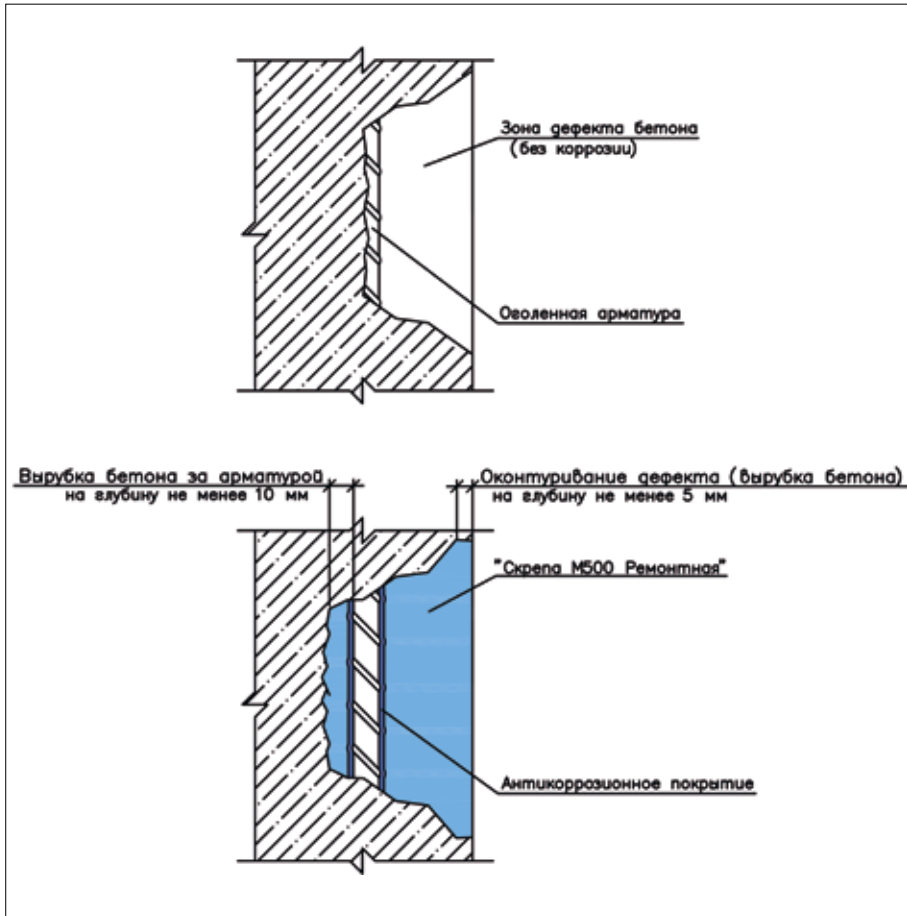 Зона дефекта бетона
(без коррозии)
Оголенная арматура
Вырубка бетона за арматурой
на глубину не менее 10 мм
Оконтуривание дефекта (вырубка бетона)
на глубину не менее 5 мм
"Скрепа М500 Ремонтная"
Антикоррозионное покрытие